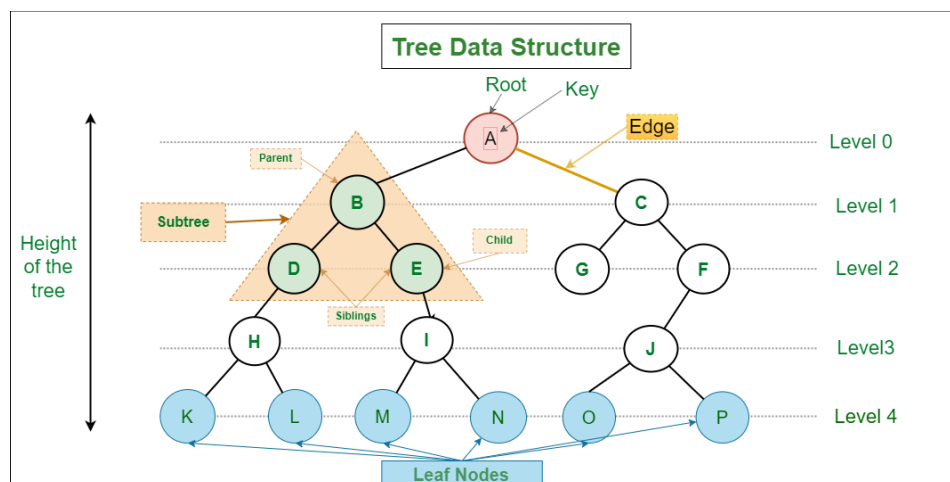 Tree Data Structure
Root
Key
A
Edge
Level 0
Parent
B
C
Level 1
Subtree
Child
Height
of the
tree
D
E
G
F
Level 2
Siblings
H
I
J
Level3
K
L
M
N
O
P
Level 4
Leaf Nodes